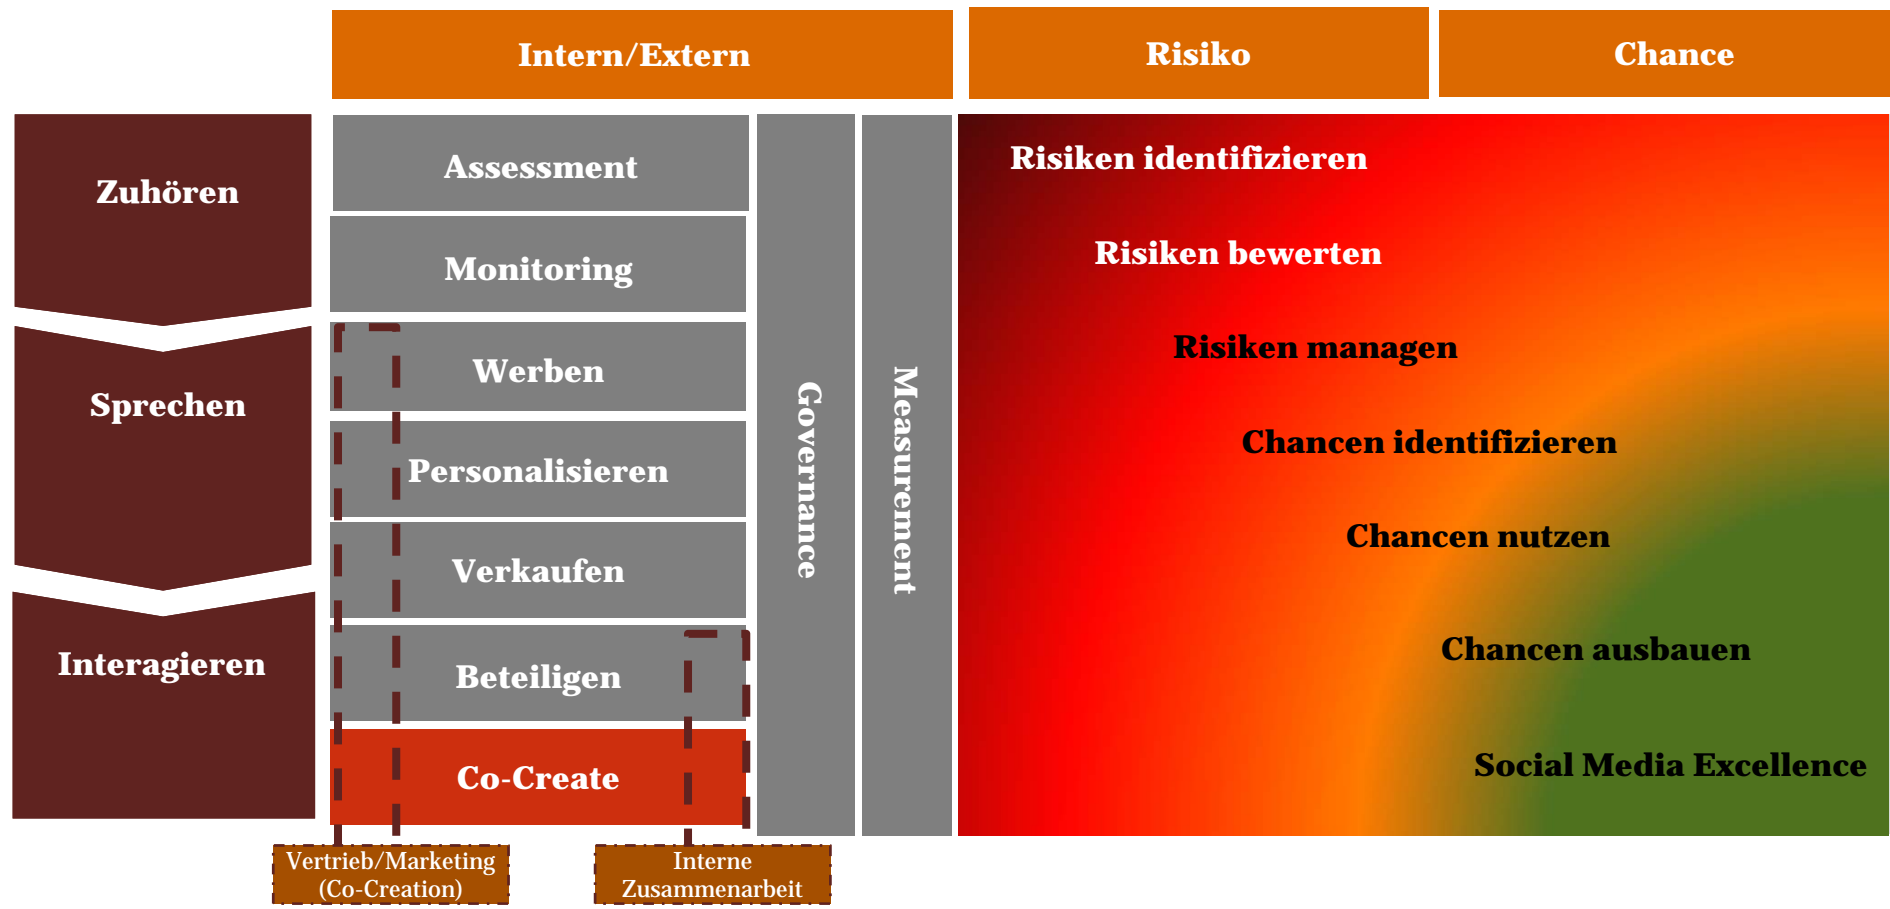 Intern/Extern
Risiko
Chance
Zuhören
Sprechen
Interagieren
Assessment
Monitoring
Werben
Personalisieren
Verkaufen
Beteiligen
Co-Create
Governance
Measurement
Risiken identifizieren
Risiken bewerten
Risiken managen
Chancen identifizieren
Chancen nutzen
Chancen ausbauen
Social Media Excellence
Vertrieb/Marketing
(Co-Creation)
Interne
Zusammenarbeit